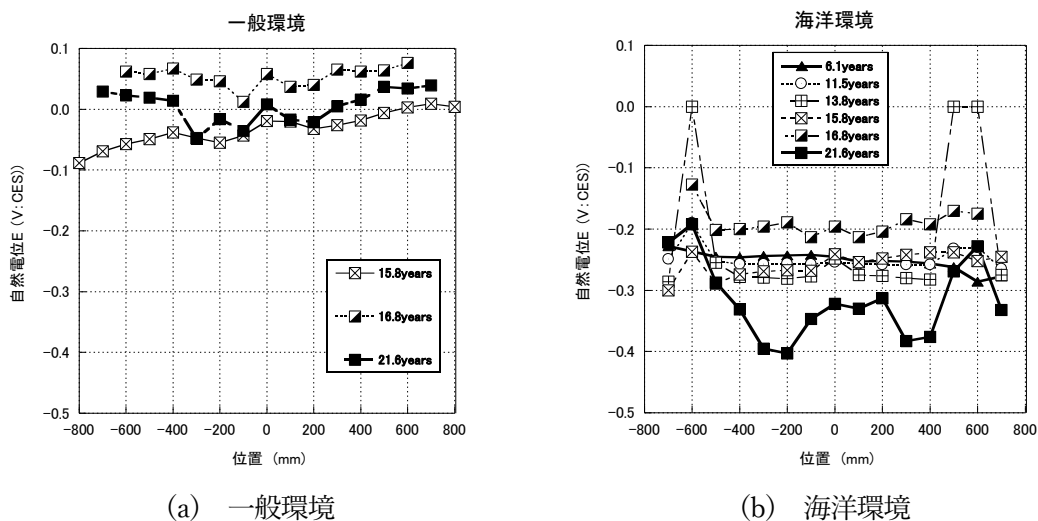 一般環境
0.1
0.0
-0.1
-0.2
-0.3
-0.4
-0.5
自然電位E (V:CES))
15.8years
16.8years
21.6years
-800 -600 -400 -200 0 200 400 600 800
位置 (mm)
(a) 一般環境
海洋環境
0.1
0.0
-0.1
-0.2
-0.3
-0.4
-0.5
自然電位E (V:CES))
6.1years
11.5years
13.8years
15.8years
16.8years
21.6years
-800 -600 -400 -200 0 200 400 600 800
位置 (mm)
(b) 海洋環境